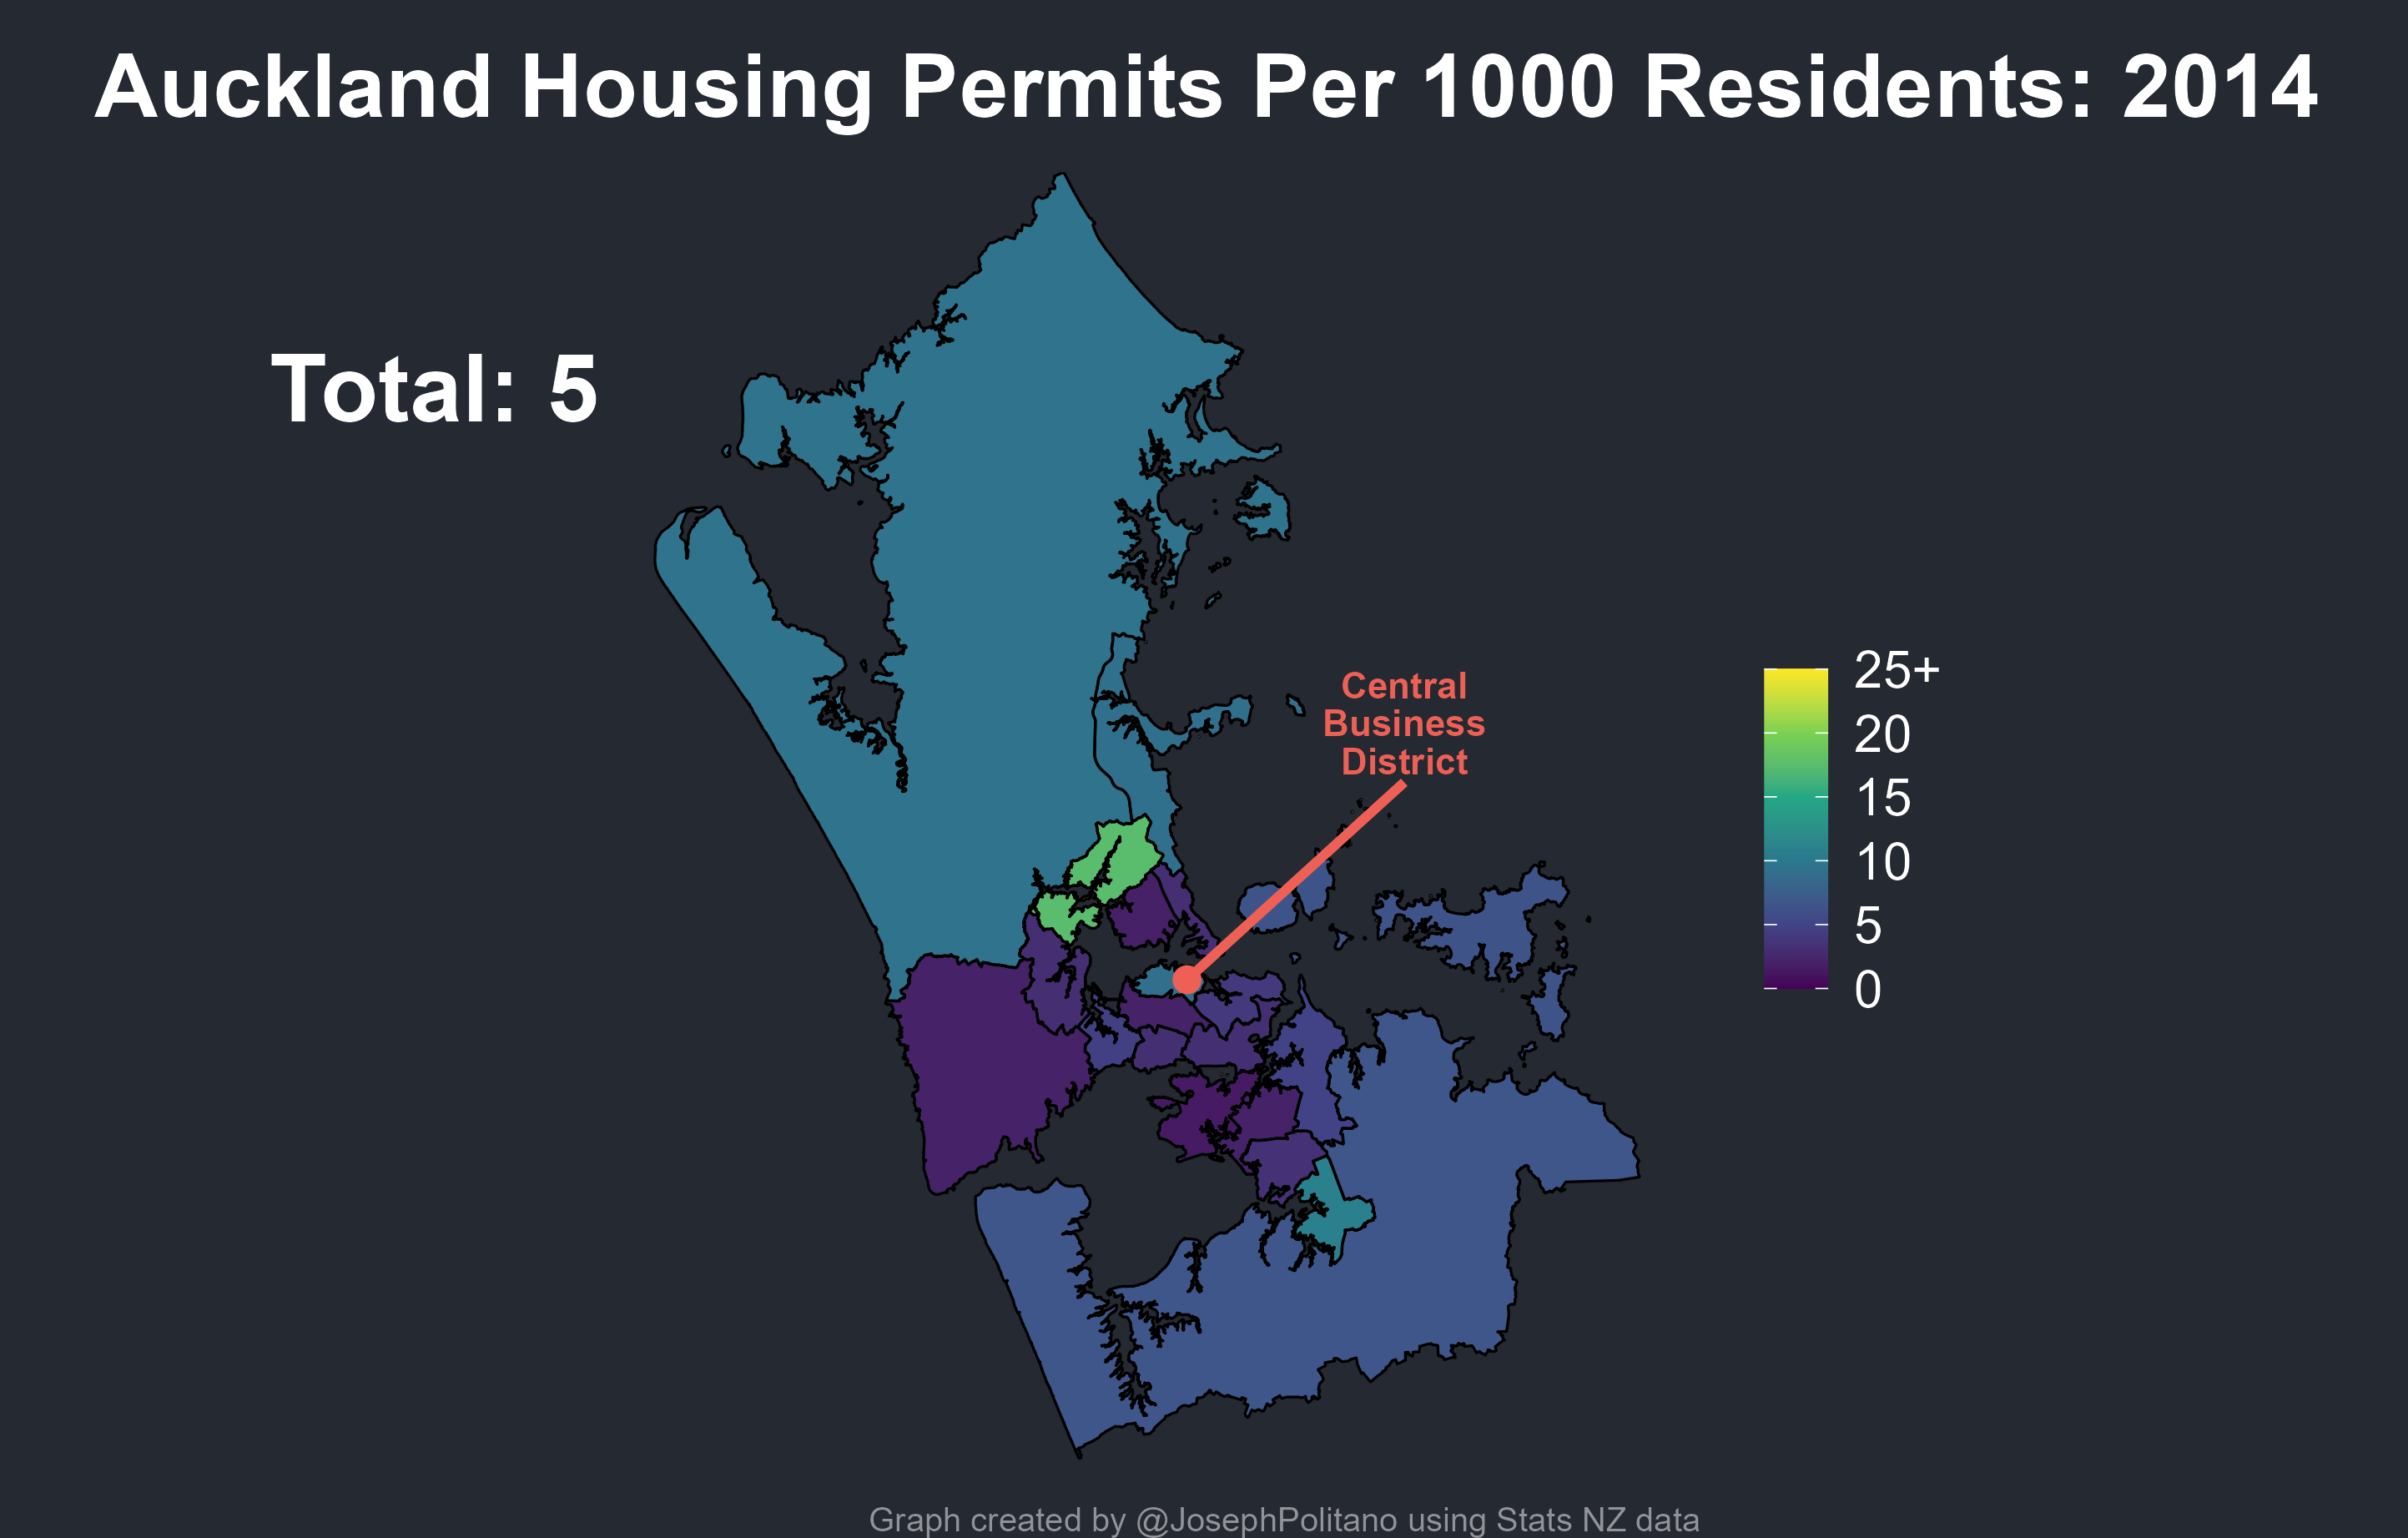 Auckland Housing Permits Per 1000 Residents: 2014
Total: 5
Central
Business
District
25+
20
15
10
5
0
Graph created by @JosephPolitano using Stats NZ data